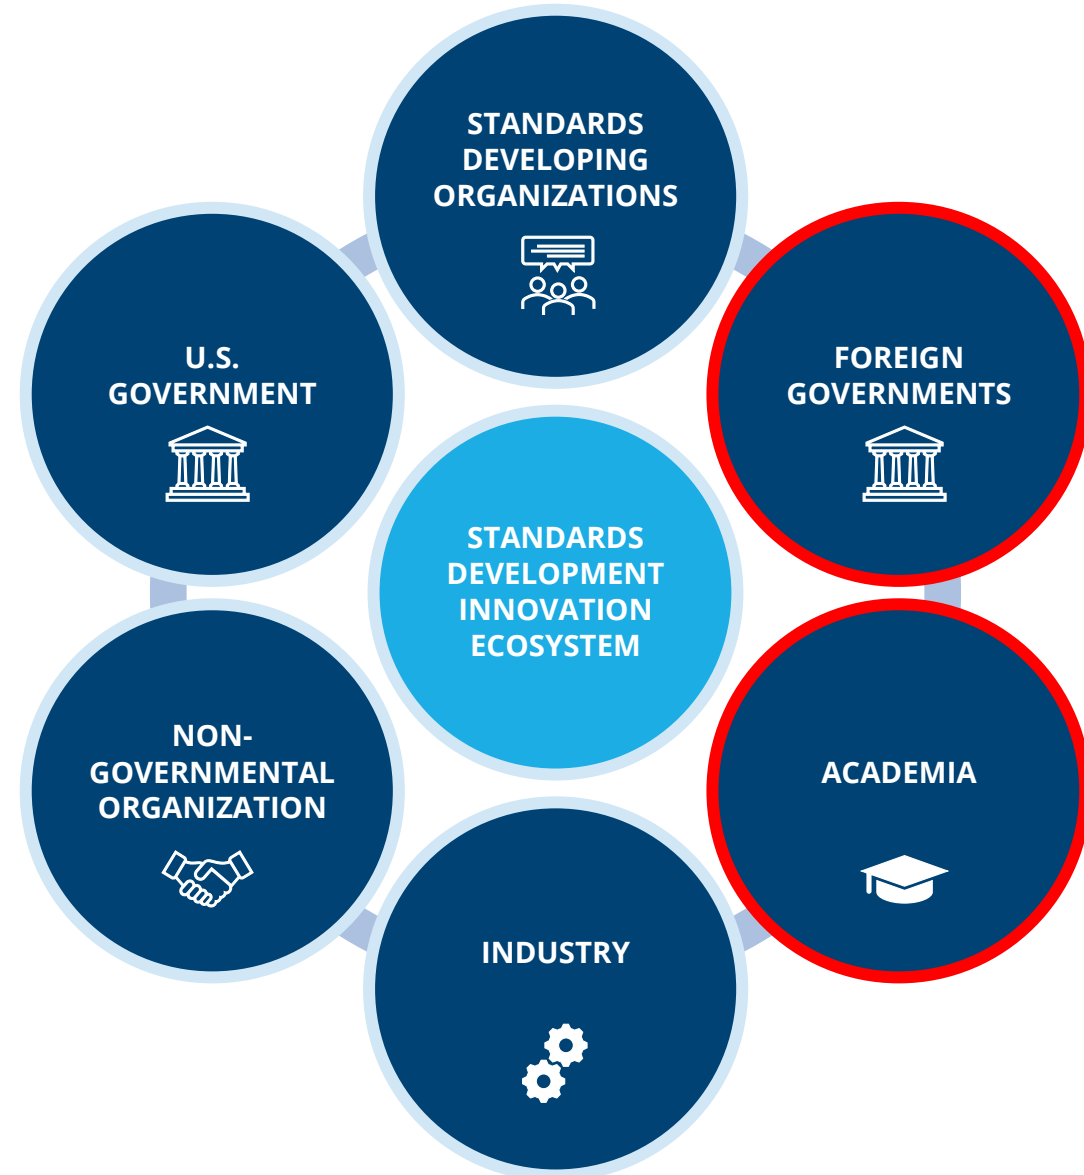 STANDARDS
DEVELOPING
ORGANIZATIONS
U.S.
GOVERNMENT
FOREIGN
GOVERNMENTS
STANDARDS
DEVELOPMENT
INNOVATION
ECOSYSTEM
NON-
GOVERNMENTAL
ORGANIZATION
ACADEMIA
INDUSTRY